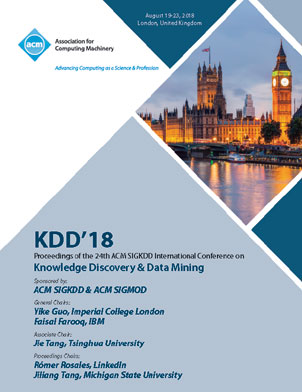 August 19-23, 2018
London, United Kingdom
acm
Association for
Computing Machinery
Advancing Computing as a Science & Profession
KDD'18
Proceedings of the 24th ACM SIGKDD International Conference on
Knowledge Discovery & Data Mining
Sponsored by:
ACM SIGKDD & ACM SIGMOD
General Chairs:
Yike Guo, Imperial College London
Faisal Farooq, IBM
Associate Chair:
Jie Tang, Tsinghua University
Proceedings Chairs:
Rómer Rosales, LinkedIn
Jiliang Tang, Michigan State University